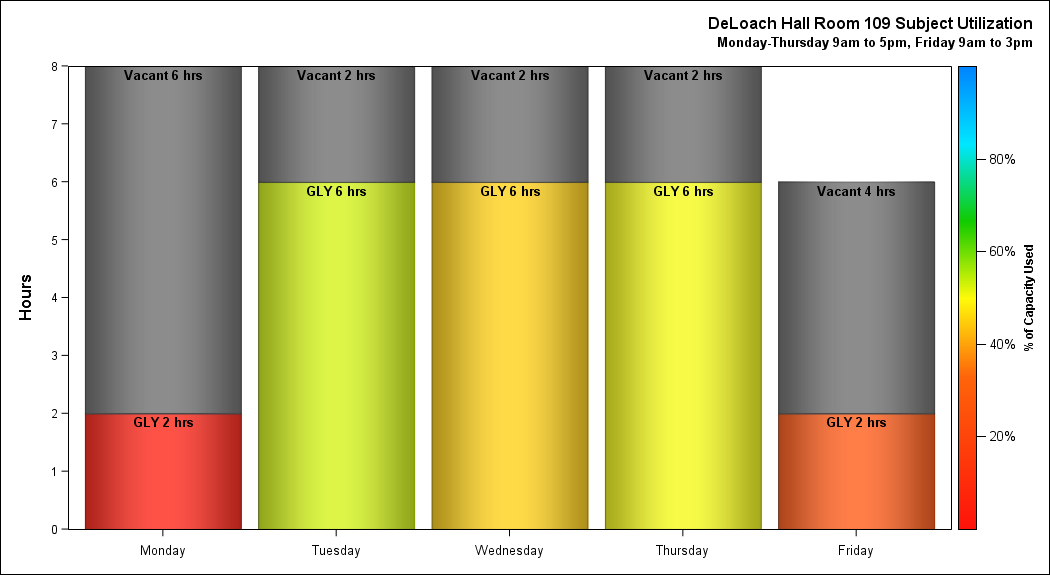 DeLoach Hall Room 109 Subject Utilization
Monday-Thursday 9am to 5pm, Friday 9am to 3pm
Hours
8
7
6
5
4
3
2
1
0
Vacant 6 hrs
GLY 2 hrs
Vacant 2 hrs
GLY 6 hrs
Vacant 2 hrs
GLY 6 hrs
Vacant 2 hrs
GLY 6 hrs
Vacant 4 hrs
GLY 2 hrs
Monday
Tuesday
Wednesday
Thursday
Friday
80%
60%
40%
20%
% of Capacity Used